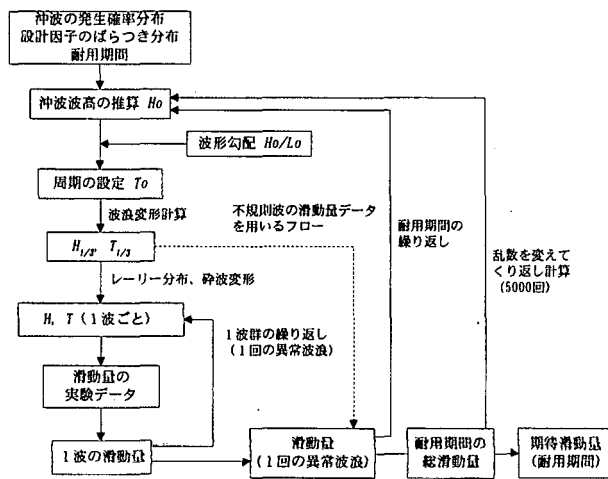 沖波の発生確率分布
設計因子のばらつき分布
耐用期間
沖波波高の推算 Ho
波形勾配 Ho/Lo
周期の設定 To
波浪変形計算
不規則波の滑動量データ
を用いるフロー
耐用期間の
繰り返し
乱数を変えて
くり返し計算
(5000回)
H1/3, T1/3
レーリー分布、砕波変形
H, T (1波ごと)
1波群の繰り返し
(1回の異常波浪)
滑動量の
実験データ
1波の滑動量
滑動量
(1回の異常波浪)
耐用期間の
総滑動量
期待滑動量
(耐用期間)